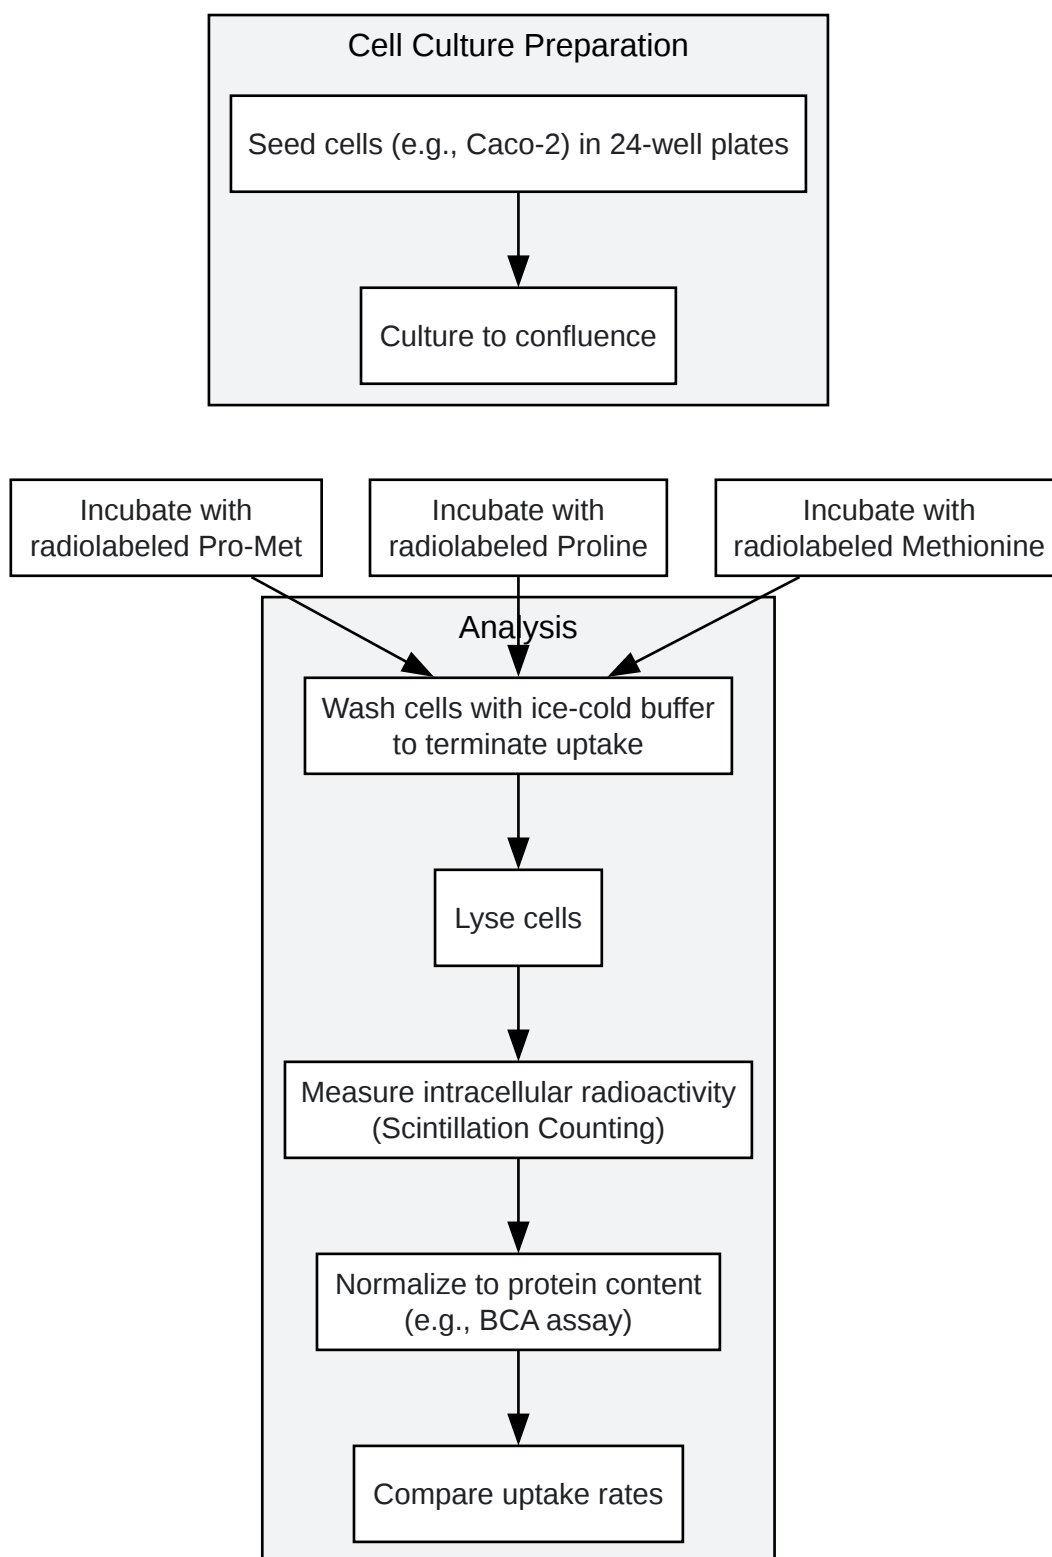 Cell Culture Preparation
Seed cells (e.g., Caco-2) in 24-well plates
Culture to confluence
Incubate with
radiolabeled Pro-Met
Incubate with
radiolabeled Proline
Incubate with
radiolabeled Methionine
Analysis
Wash cells with ice-cold buffer
to terminate uptake
Lyse cells
Measure intracellular radioactivity
(Scintillation Counting)
Normalize to protein content
(e.g., BCA assay)
Compare uptake rates